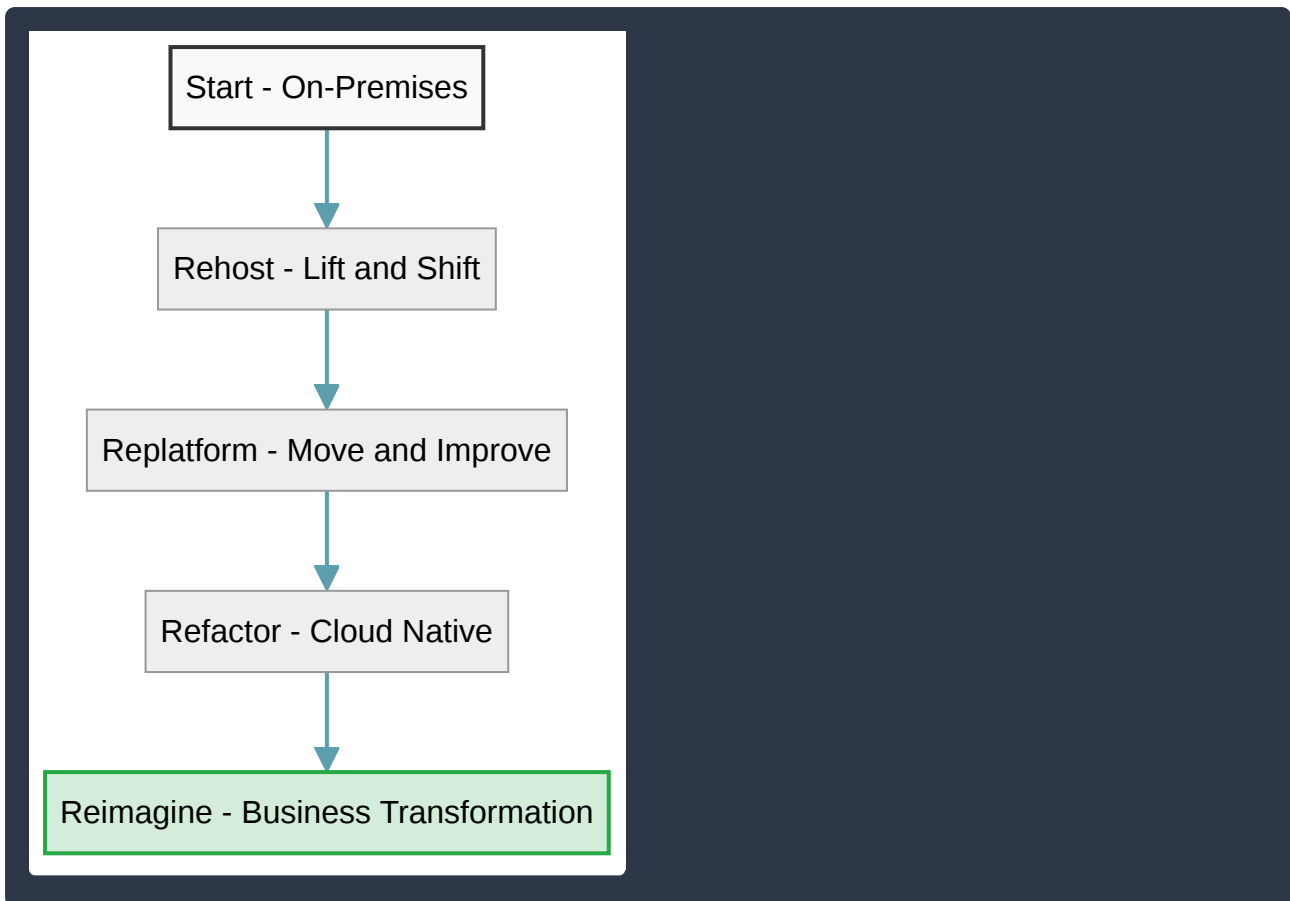 Start - On-Premises
Rehost - Lift and Shift
Replatform - Move and Improve
Refactor - Cloud Native
Reimagine - Business Transformation